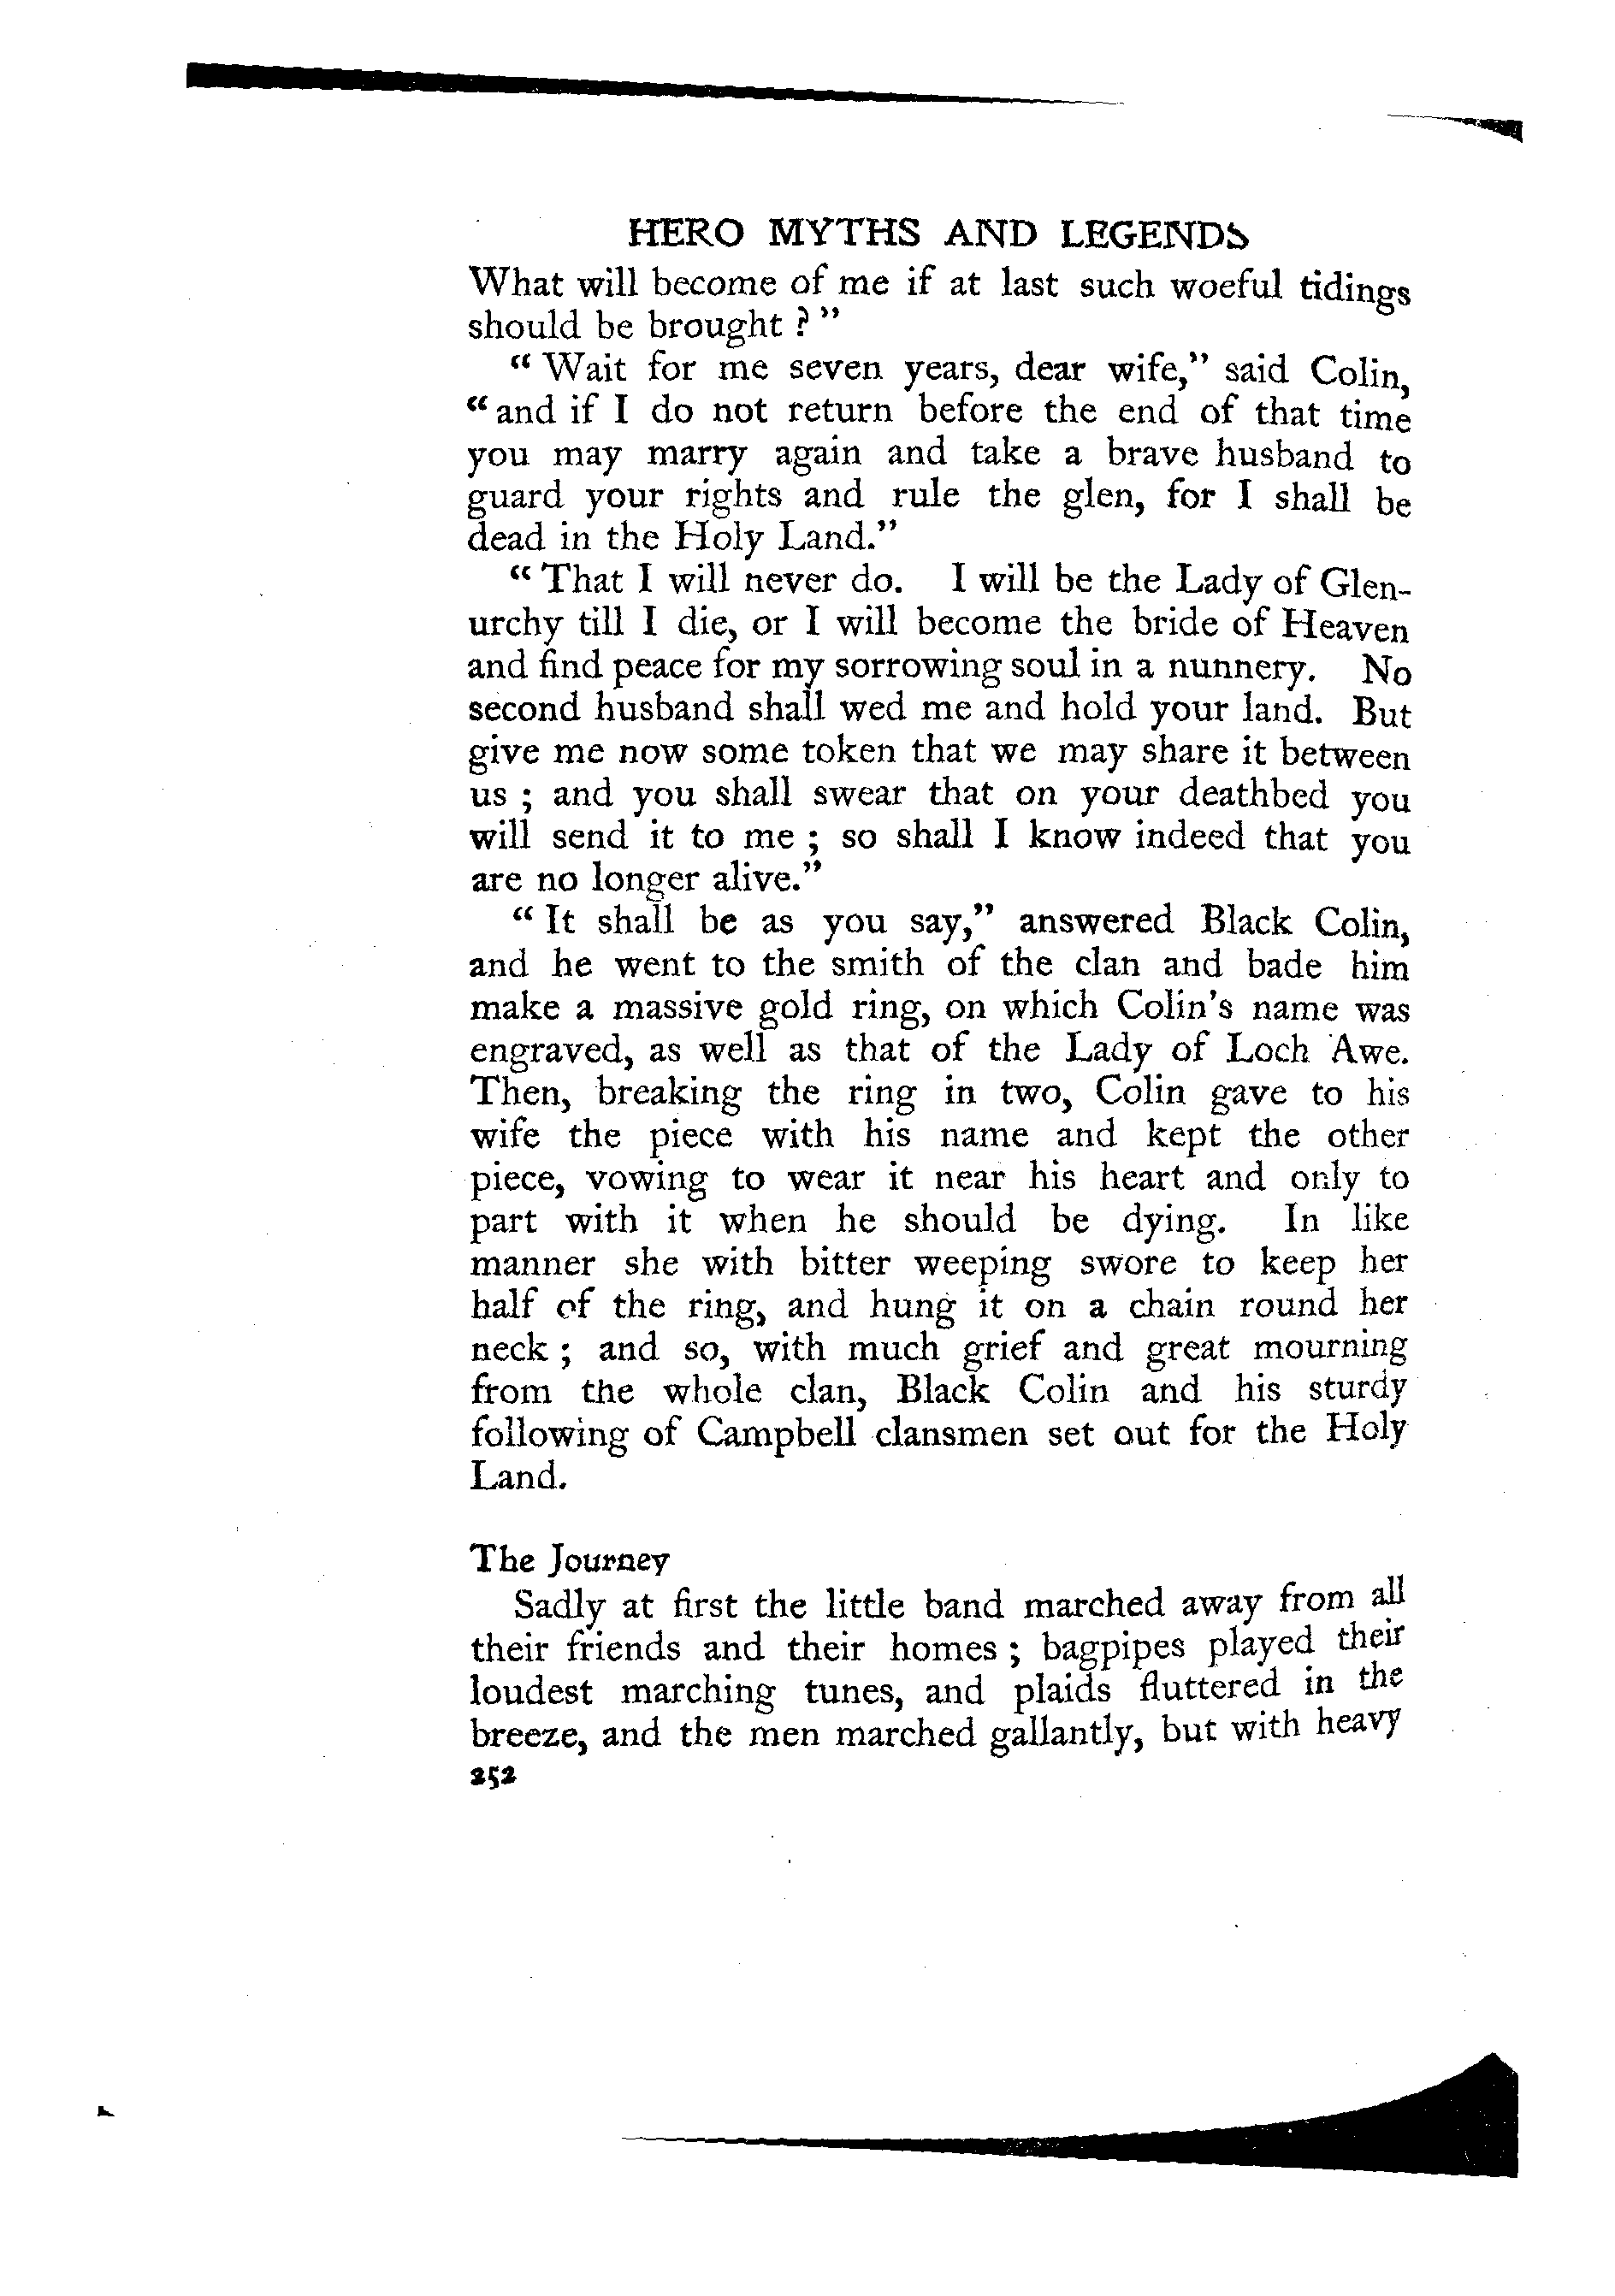 HERO MYTHS AND LEGENDS
What will become of me if at last such woeful tidings
should be brought ? "
" Wait for me seven years, dear wife," said Colin,
" and if I do not return before the end of that time
you may marry again and take a brave husband to
guard your rights and rule the glen, for I shall be
dead in the Holy Land."
" That I will never do. I will be the Lady of Glen-
urchy till I die, or I will become the bride of Heaven
and find peace for my sorrowing soul in a nunnery. No
second husband shall wed me and hold your land. But
give me now some token that we may share it between
us ; and you shall swear that on your deathbed you
will send it to me ; so shall I know indeed that you
are no longer alive."
" It shall be as you say," answered Black Colin,
and he went to the smith of the clan and bade him
make a massive gold ring, on which Colin's name was
engraved, as well as that of the Lady of Loch Awe.
Then, breaking the ring in two, Colin gave to his
wife the piece with his name and kept the other
piece, vowing to wear it near his heart and only to
part with it when he should be dying. In like
manner she with bitter weeping swore to keep her
half of the ring, and hung it on a chain round her
neck ; and so, with much grief and great mourning
from the whole clan, Black Colin and his sturdy
following of Campbell clansmen set out for the Holy
Land.
The Journey
Sadly at first the little band marched away from all
their friends and their homes ; bagpipes played their
loudest marching tunes, and plaids fluttered in the
breeze, and the men marched gallantly, but with heavy
252